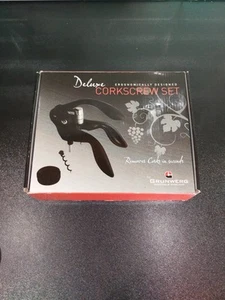 Deluxe
ERGONOMICALLY DESIGNED
CORKSCREW SET
Removes Corks in seconds
GRUNWERG